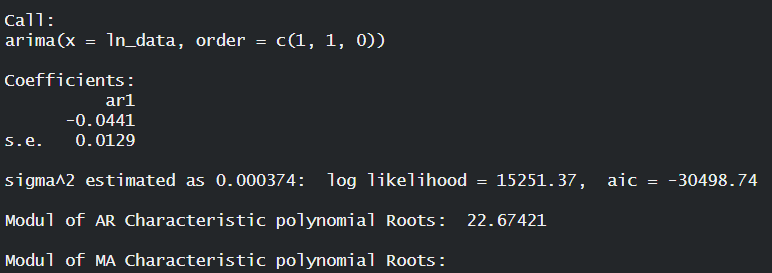 Call:
arima(x = ln_data, order = c(1, 1, 0))
Coefficients:
ar1
-0.0441
s.e. 0.0129
sigma^2 estimated as 0.000374: log likelihood = 15251.37, aic = -30498.74
Modul of AR Characteristic polynomial Roots: 22.67421
Modul of MA Characteristic polynomial Roots: